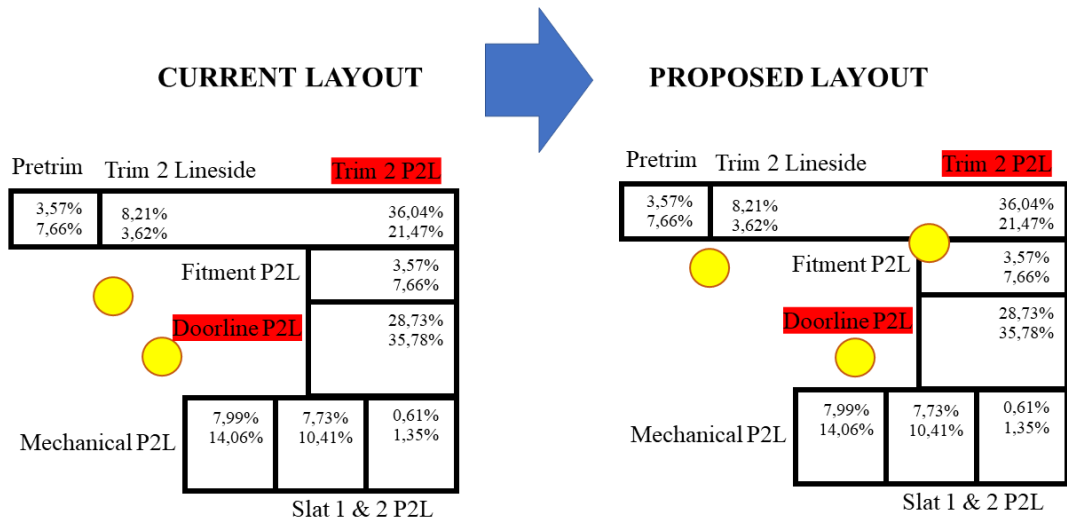 CURRENT LAYOUT
PROPOSED LAYOUT
Pretrim
Trim 2 Lineside
Trim 2 P2L
3,57%
7,66%
8,21%
3,62%
36,04%
21,47%
Fitment P2L
3,57%
7,66%
Doorline P2L
28,73%
35,78%
Mechanical P2L
7,99%
14,06%
7,73%
10,41%
0,61%
1,35%
Slat 1 & 2 P2L
Pretrim
Trim 2 Lineside
Trim 2 P2L
3,57%
7,66%
8,21%
3,62%
36,04%
21,47%
Fitment P2L
3,57%
7,66%
Doorline P2L
28,73%
35,78%
Mechanical P2L
7,99%
14,06%
7,73%
10,41%
0,61%
1,35%
Slat 1 & 2 P2L